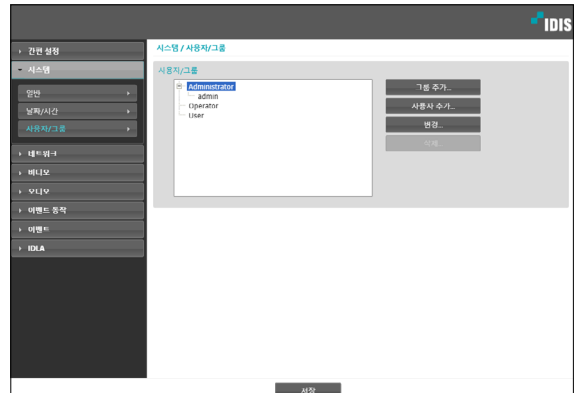 IDIS
간편 설정
시스템
일반
날짜/시간
사용자/그룹
네트워크
비디오
오디오
이벤트 동작
이벤트
IDLA
시스템 / 사용자/그룹
사용자/그룹
Administrator
admin
Operator
User
그룹 추가...
사용자 추가...
변경...
삭제...
저장